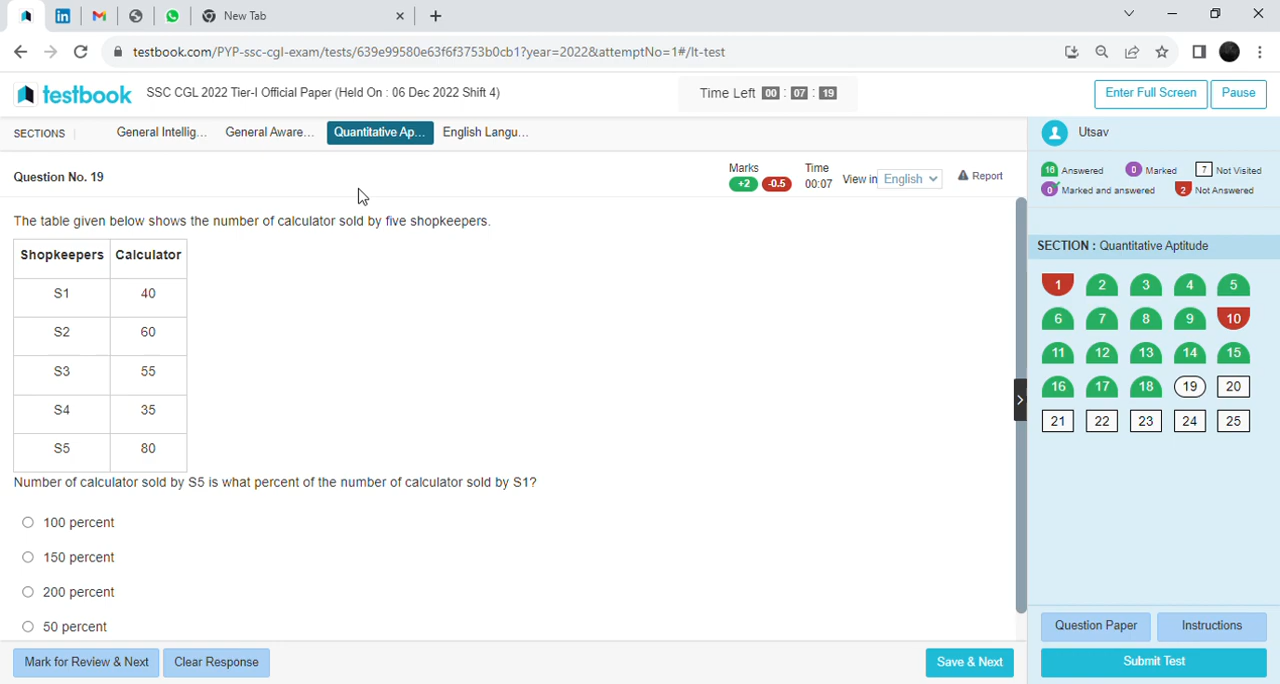 New Tab
testbook.com/PYP-ssc-cgl-exam/tests/639e99580e63f6f3753b0cb1?year=2022&attemptNo=1#/lt-test
testbook SSC CGL 2022 Tier-I Official Paper (Held On : 06 Dec 2022 Shift 4) Time Left 00 : 07 : 19 Enter Full Screen Pause
SECTIONS General Intellig... General Aware... Quantitative Ap... English Langu... Utsav
Question No. 19 Marks +2 -0.5 Time 00:07 View in English Report
16 Answered 0 Marked 7 Not Visited
0 Marked and answered 2 Not Answered
The table given below shows the number of calculator sold by five shopkeepers.
Shopkeepers Calculator
S1 40
S2 60
S3 55
S4 35
S5 80
Number of calculator sold by S5 is what percent of the number of calculator sold by S1?
100 percent
150 percent
200 percent
50 percent
SECTION : Quantitative Aptitude
1 2 3 4 5
6 7 8 9 10
11 12 13 14 15
16 17 18 19 20
21 22 23 24 25
Question Paper Instructions
Mark for Review & Next Clear Response Save & Next Submit Test